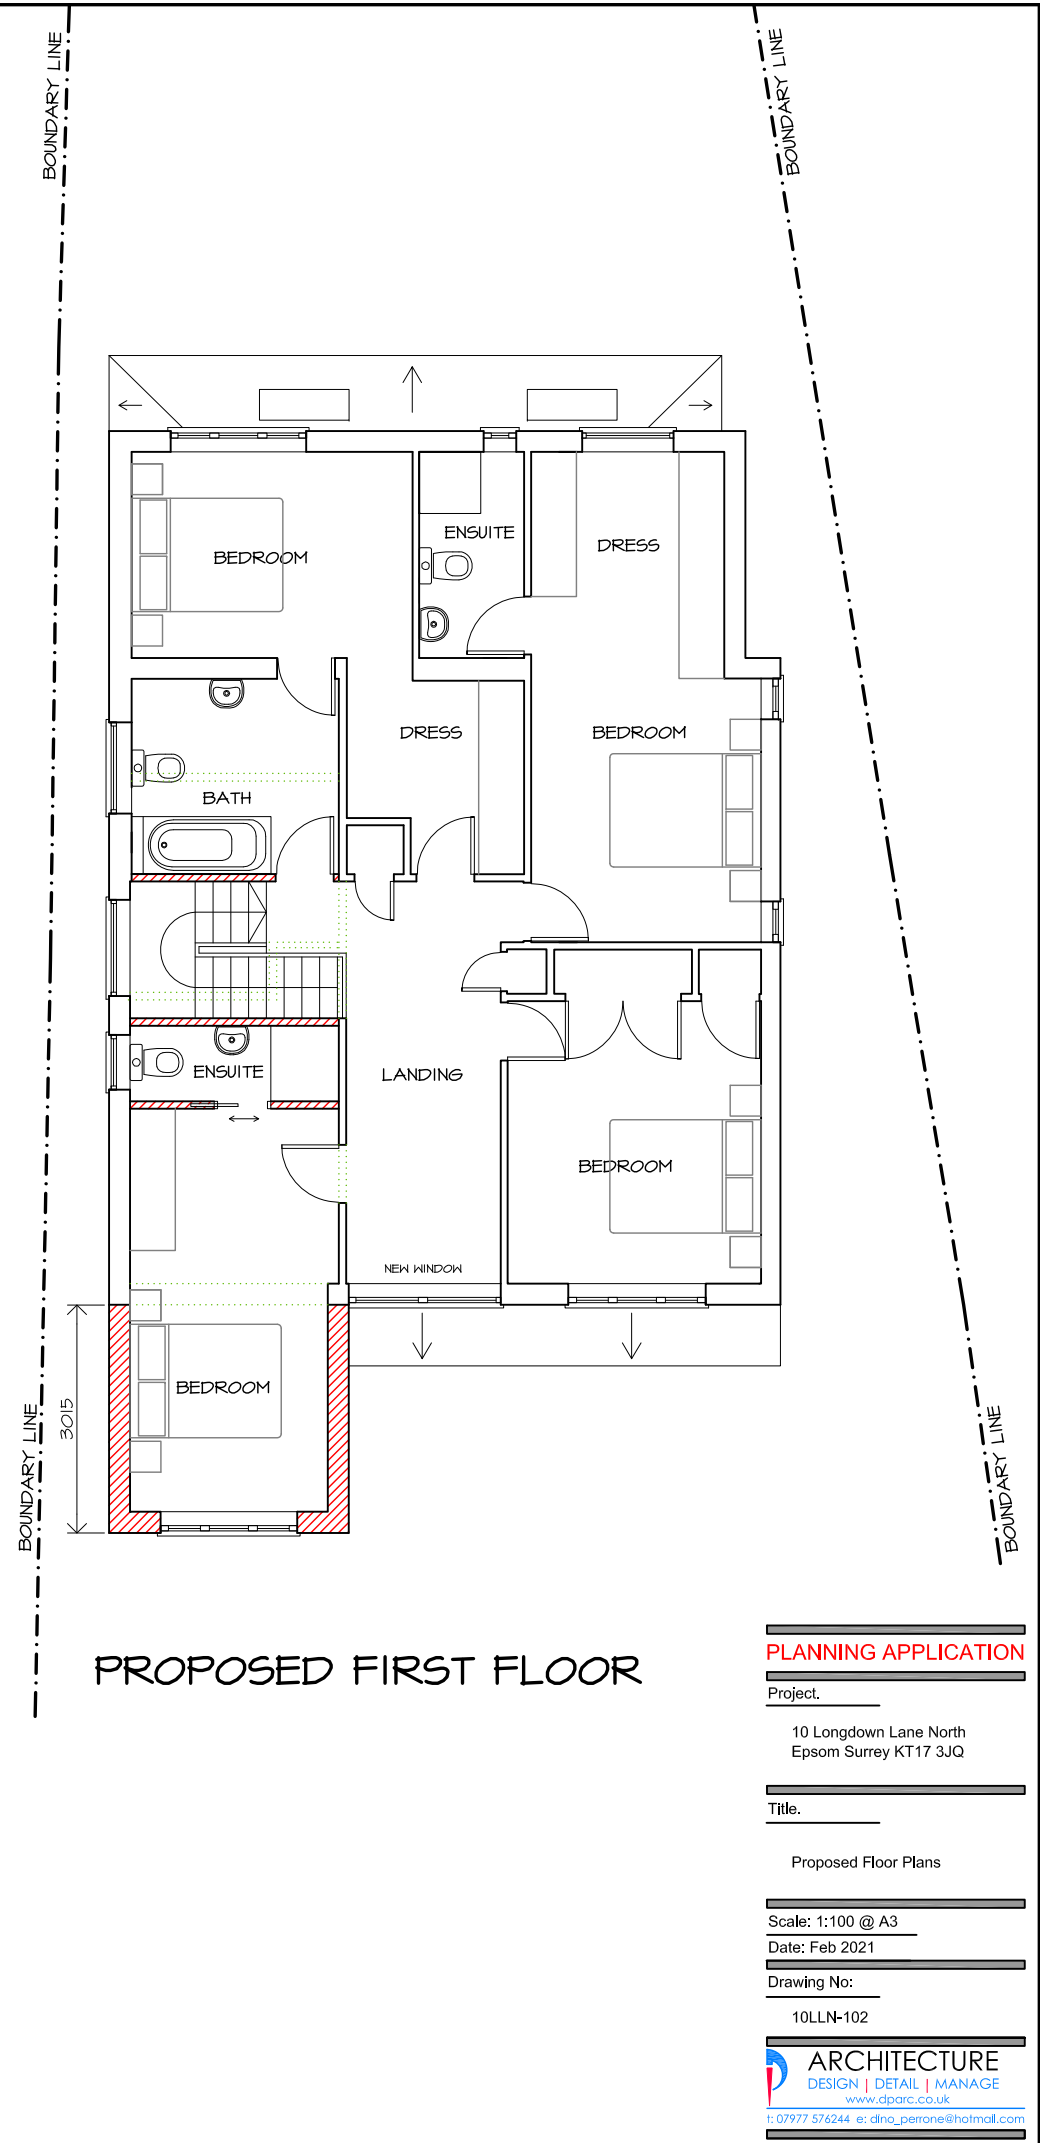 BOUNDARY LINE
BOUNDARY LINE
BEDROOM
ENSUITE
DRESS
DRESS
BEDROOM
BATH
ENSUITE
LANDING
BEDROOM
NEW WINDOW
BEDROOM
3015
BOUNDARY LINE
BOUNDARY LINE
PROPOSED FIRST FLOOR
PLANNING APPLICATION
Project.
10 Longdown Lane North
Epsom Surrey KT17 3JQ
Title.
Proposed Floor Plans
Scale: 1:100 @ A3
Date: Feb 2021
Drawing No:
10LLN-102
ARCHITECTURE
DESIGN | DETAIL | MANAGE
www.dparc.co.uk
t: 07977 576244 e: dino_perrone@hotmail.com